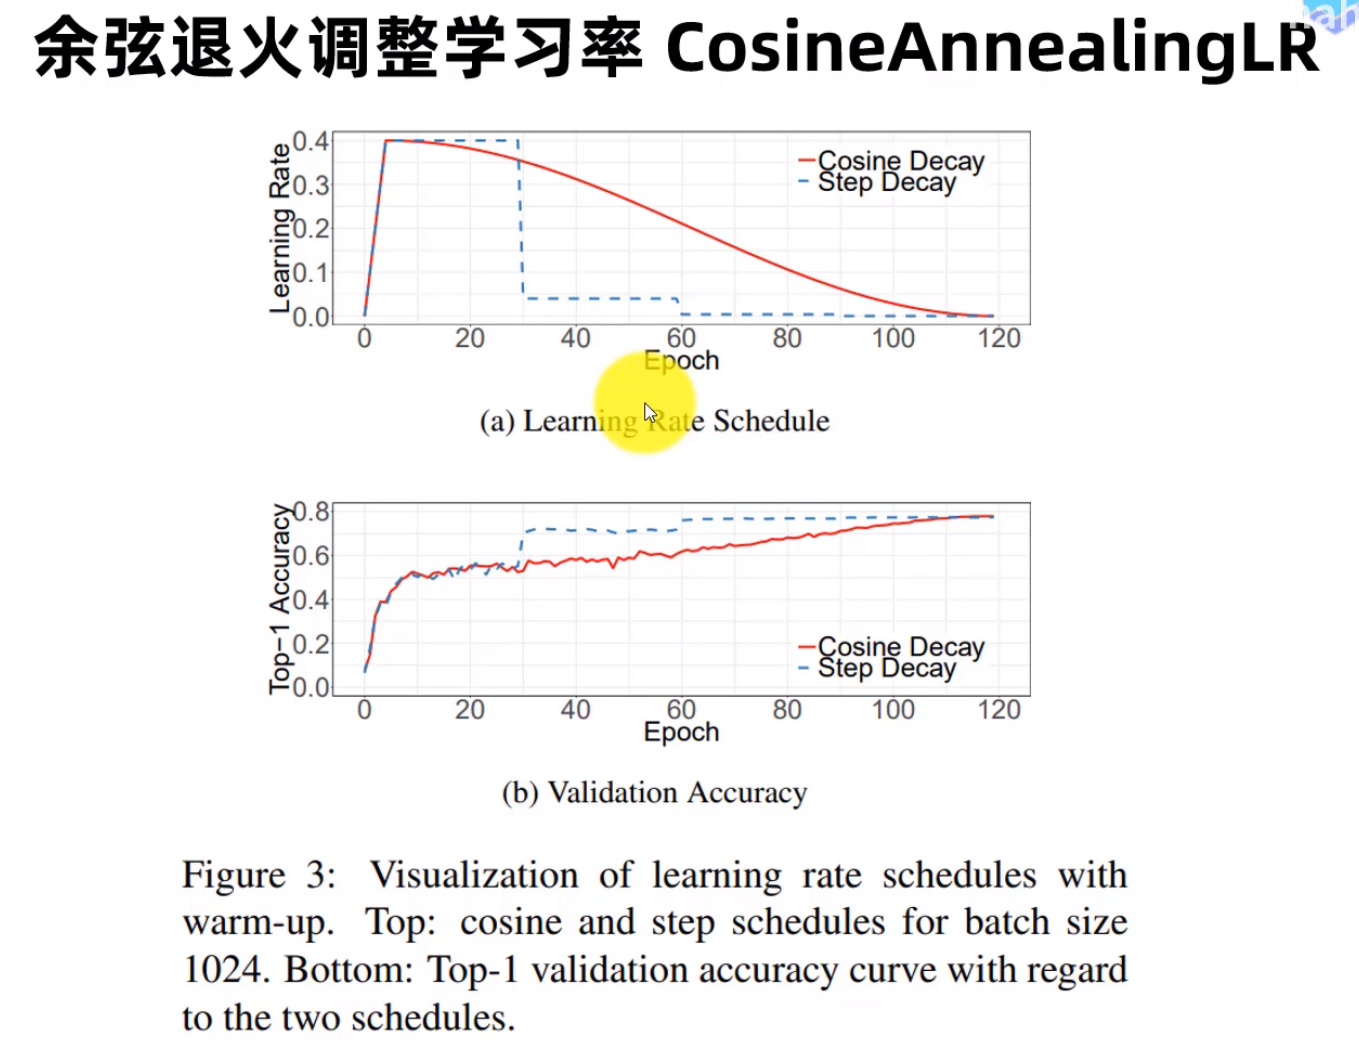 余弦退火调整学习率 CosineAnnealingLR
Learning Rate
0.4
0.3
0.2
0.1
0.0
Cosine Decay
Step Decay
0 20 40 60 80 100 120
Epoch
(a) Learning Rate Schedule
Top-1 Accuracy
0.8
0.6
0.4
0.2
0.0
Cosine Decay
Step Decay
0 20 40 60 80 100 120
Epoch
(b) Validation Accuracy
Figure 3: Visualization of learning rate schedules with
warm-up. Top: cosine and step schedules for batch size
1024. Bottom: Top-1 validation accuracy curve with regard
to the two schedules.